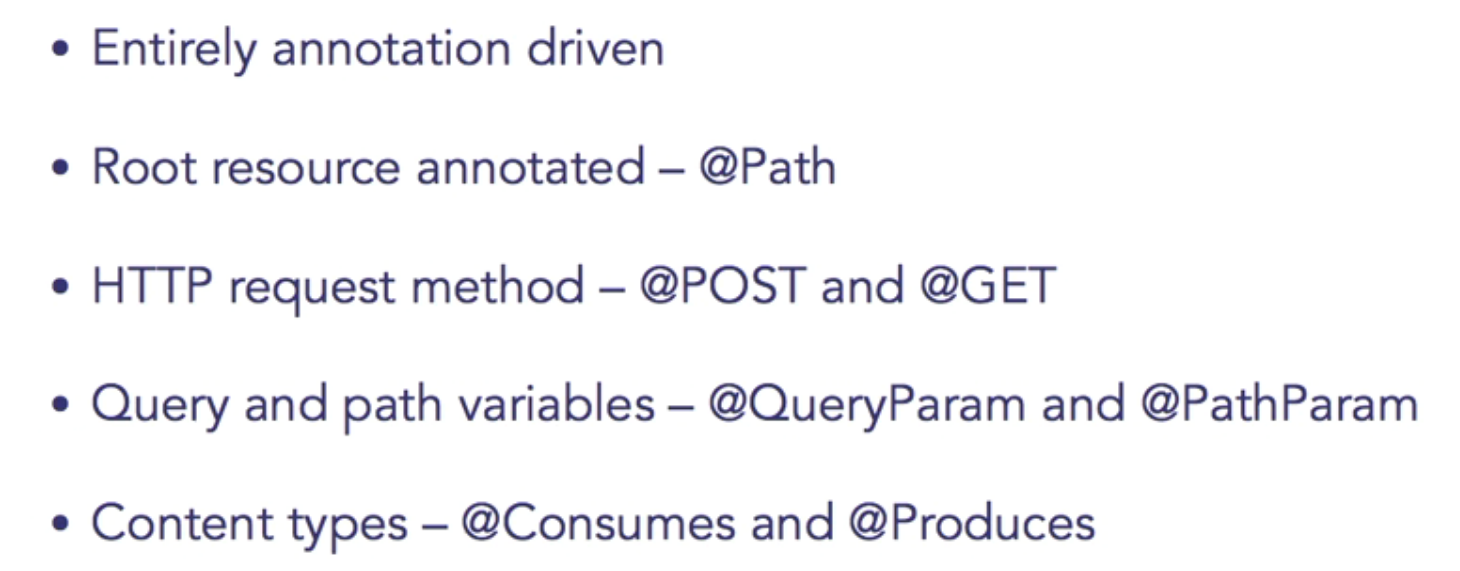 • Entirely annotation driven
• Root resource annotated – @Path
• HTTP request method – @POST and @GET
• Query and path variables – @QueryParam and @PathParam
• Content types – @Consumes and @Produces